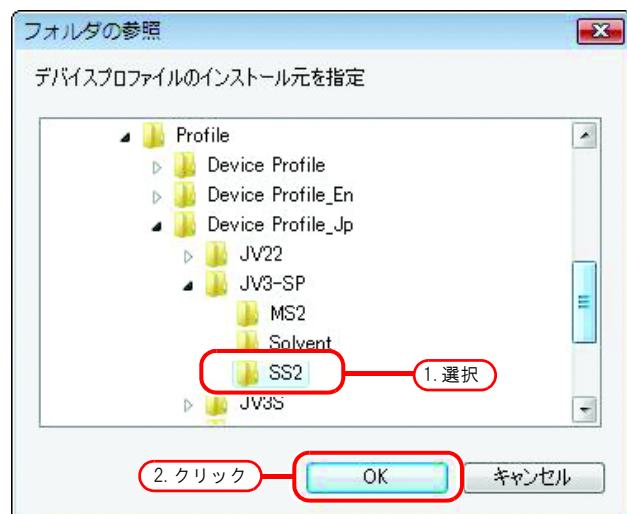 フォルダの参照
デバイスプロファイルのインストール元を指定
Profile
Device Profile
Device Profile_En
Device Profile_Jp
JV22
JV3-SP
MS2
Solvent
SS2
1. 選択
JV3S
2. クリック
OK
キャンセル